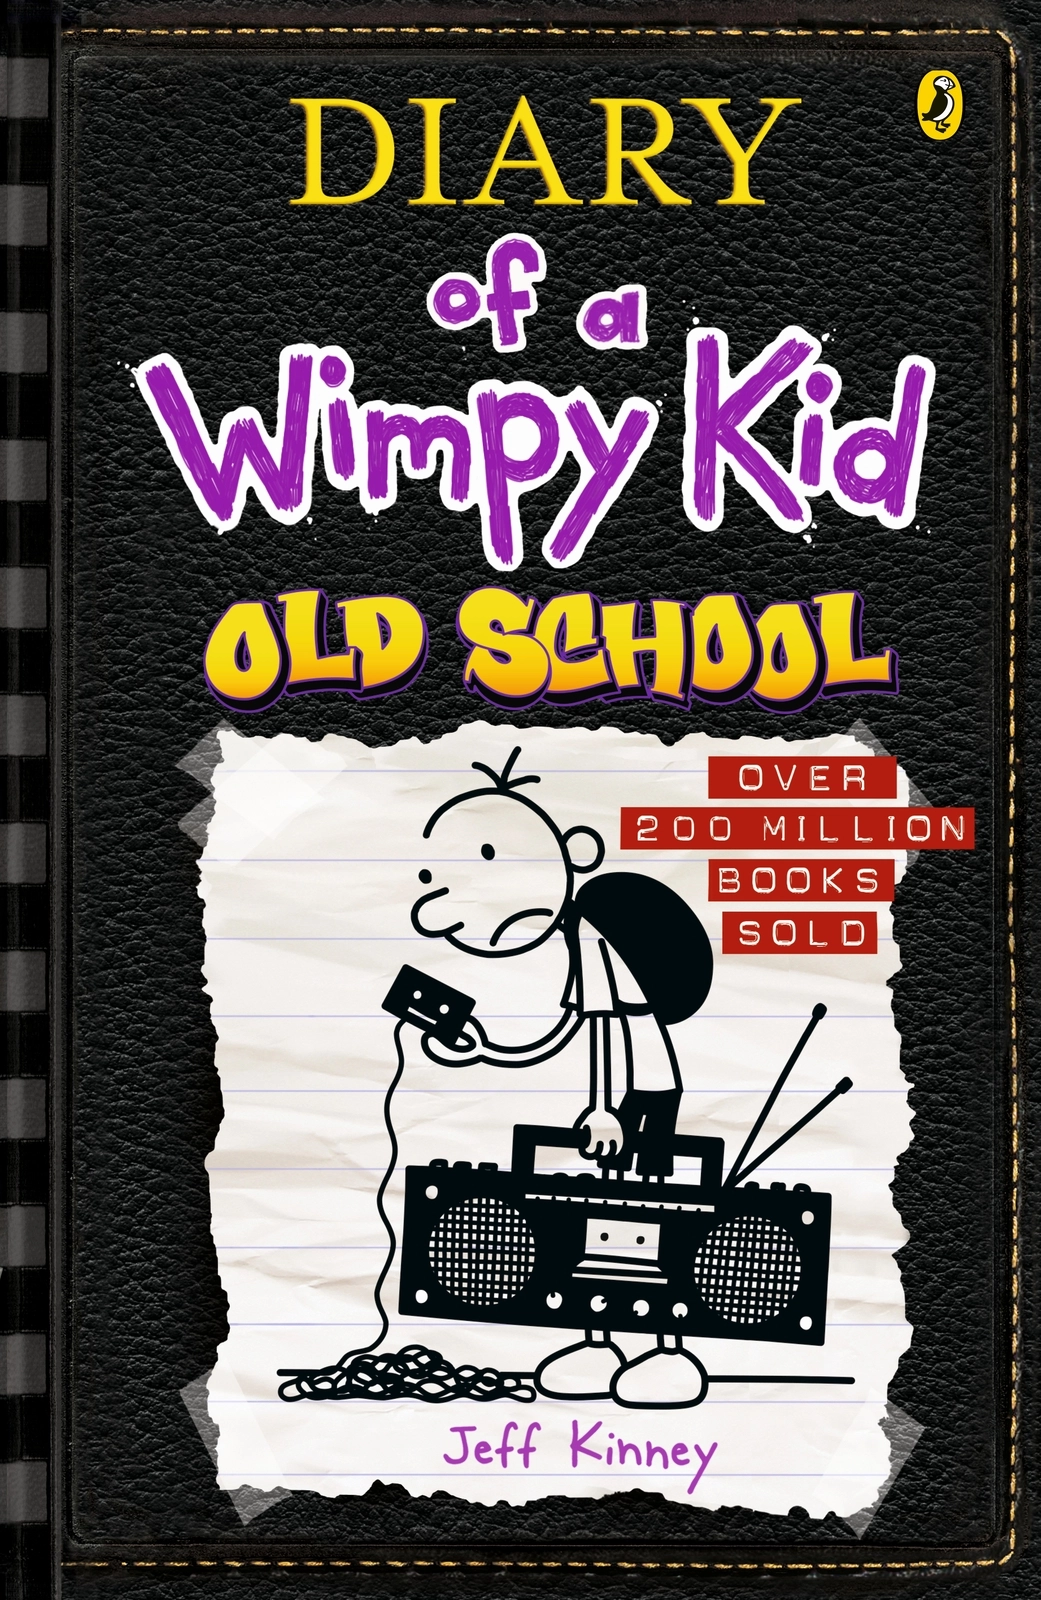 DIARY
of a
Wimpy Kid
OLD SCHOOL
OVER
200 MILLION
BOOKS
SOLD
Jeff Kinney